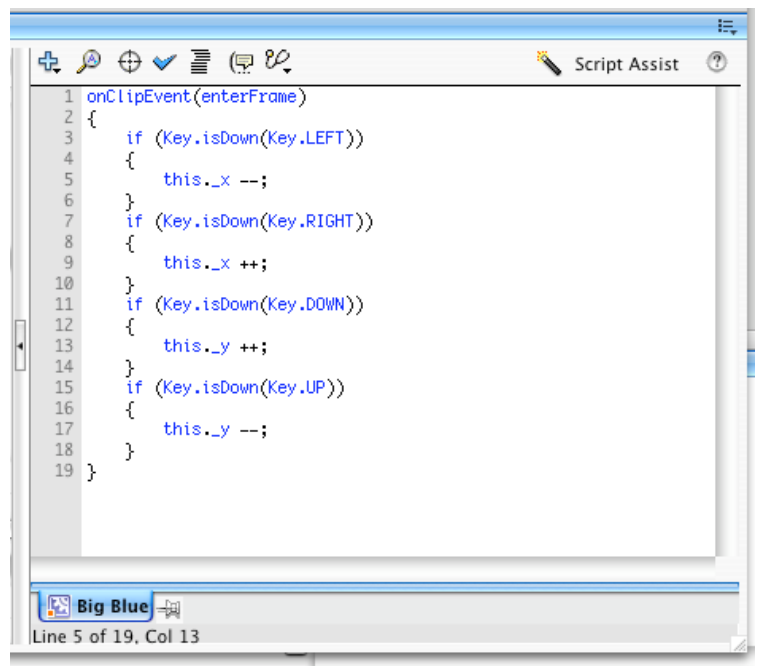 Script Assist
1 onClipEvent(enterFrame)
2 {
3 if (Key.isDown(Key.LEFT))
4 {
5 this._x --;
6 }
7 if (Key.isDown(Key.RIGHT))
8 {
9 this._x ++;
10 }
11 if (Key.isDown(Key.DOWN))
12 {
13 this._y ++;
14 }
15 if (Key.isDown(Key.UP))
16 {
17 this._y --;
18 }
19 }
Big Blue
Line 5 of 19, Col 13